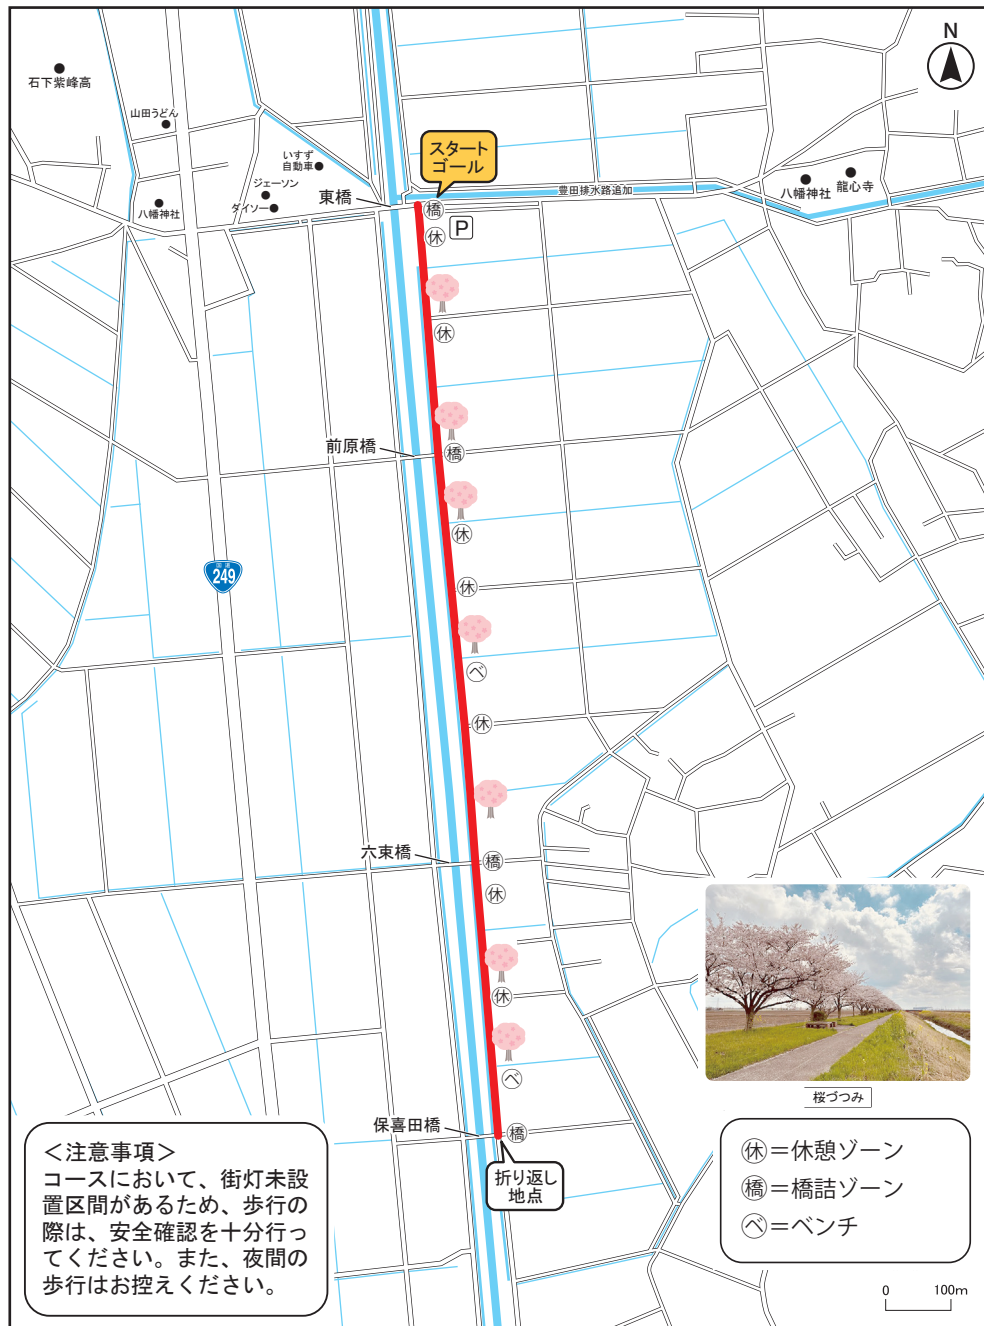 N
石下紫峰高
山田うどん
いすず
自動車
ジェーソン
ダイソー
八幡神社
東橋
スタート
ゴール
橋
P
休
豊田排水路追加
八幡神社
龍心寺
休
前原橋
橋
休
国道
249
休
ベ
休
六束橋
橋
休
休
ベ
保喜田橋
橋
折り返し
地点
桜づつみ
＜注意事項＞
コースにおいて、街灯未設
置区間があるため、歩行の
際は、安全確認を十分行っ
てください。また、夜間の
歩行はお控えください。
休＝休憩ゾーン
橋＝橋詰ゾーン
ベ＝ベンチ
0 100m